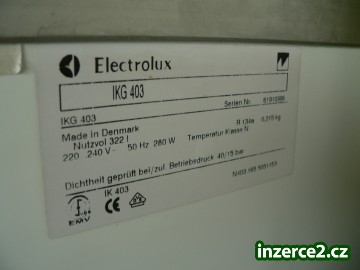 Electrolux
IKG 403
IKG 403 Serien Nr.
Made in Denmark R 134a
Nutzvol 322 l Temperatur Klasse N
220 .240 V~ 50 Hz 280 W
Dichtheit geprüft bei/zul. Betriebsdruck 40/15 bar
IK 403
EMV
inzerce2.cz